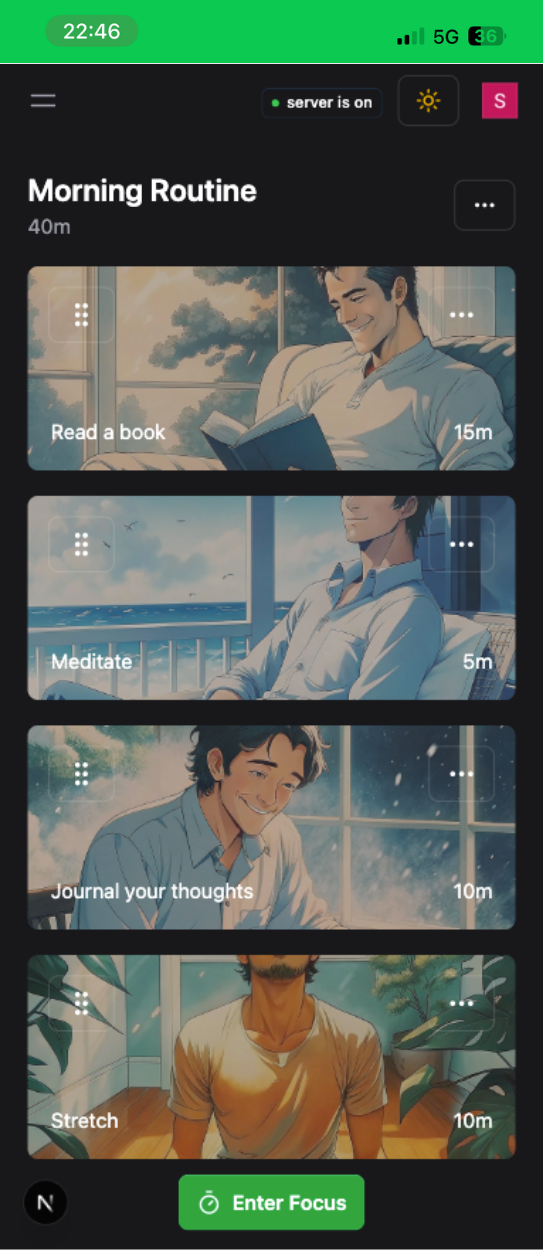 22:46
5G
36
server is on
S
Morning Routine
40m
Read a book
15m
Meditate
5m
Journal your thoughts
10m
Stretch
10m
N
Enter Focus